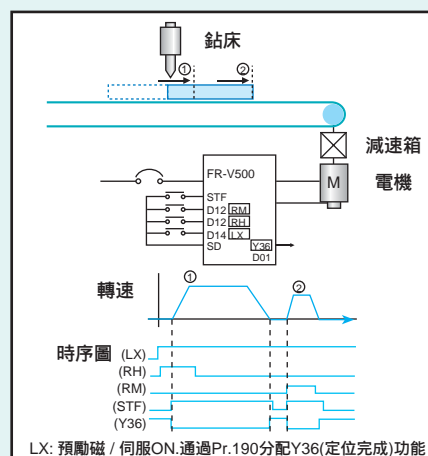 鉆床
① ②
減速箱
FR-V500
M
電機
STF
D12 RM
D12 RH
D14 LX
SD Y36
D01
① ②
轉速
時序圖 (LX)
(RH)
(RM)
(STF)
(Y36)
LX: 預勵磁 / 伺服ON.通過Pr.190分配Y36(定位完成)功能